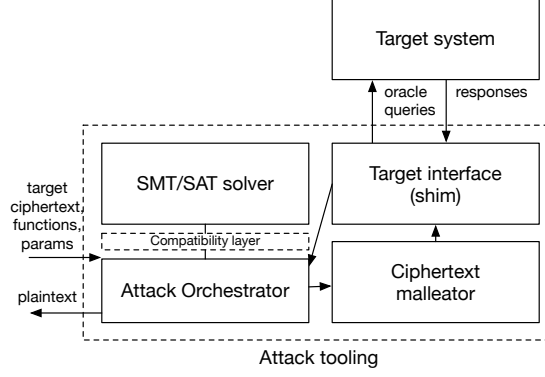 Target system
oracle
queries
responses
target
ciphertext,
functions,
params
SMT/SAT solver
Target interface
(shim)
Compatibility layer
Attack Orchestrator
Ciphertext
malleator
plaintext
Attack tooling